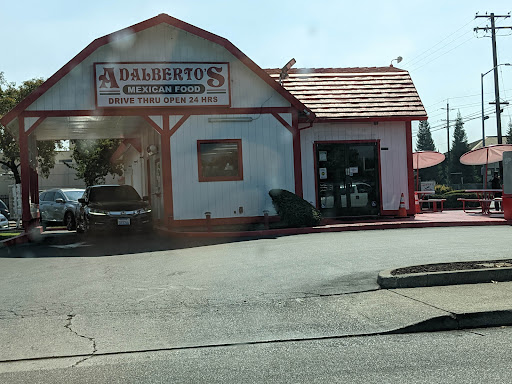 ADALBERTO'S
MEXICAN FOOD
DRIVE THRU OPEN 24 HRS